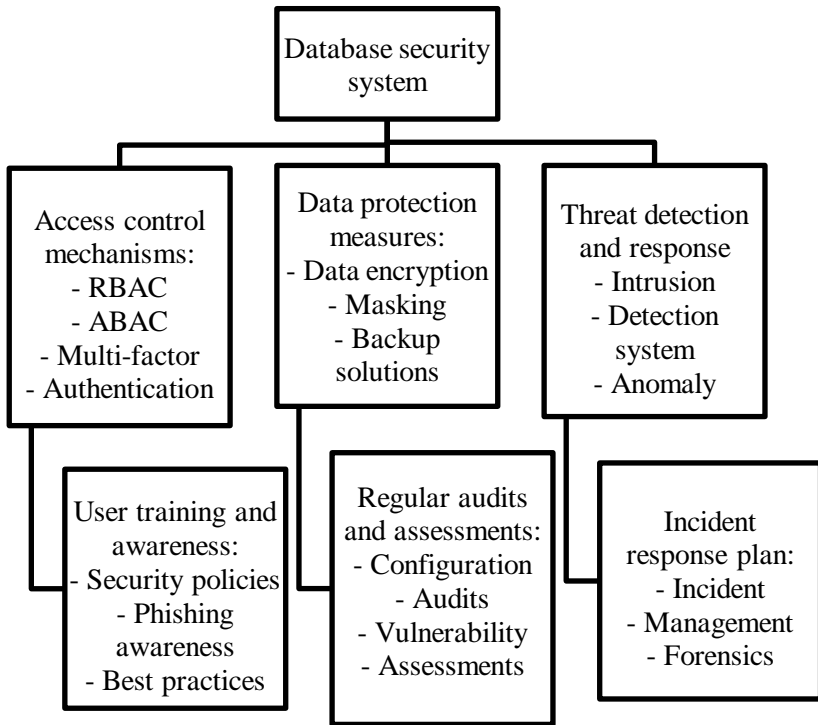 Database security
system
Access control
mechanisms:
- RBAC
- ABAC
- Multi-factor
- Authentication
Data protection
measures:
- Data encryption
- Masking
- Backup
solutions
Threat detection
and response
- Intrusion
- Detection
system
- Anomaly
User training and
awareness:
- Security policies
- Phishing
awareness
- Best practices
Regular audits
and assessments:
- Configuration
- Audits
- Vulnerability
- Assessments
Incident
response plan:
- Incident
- Management
- Forensics